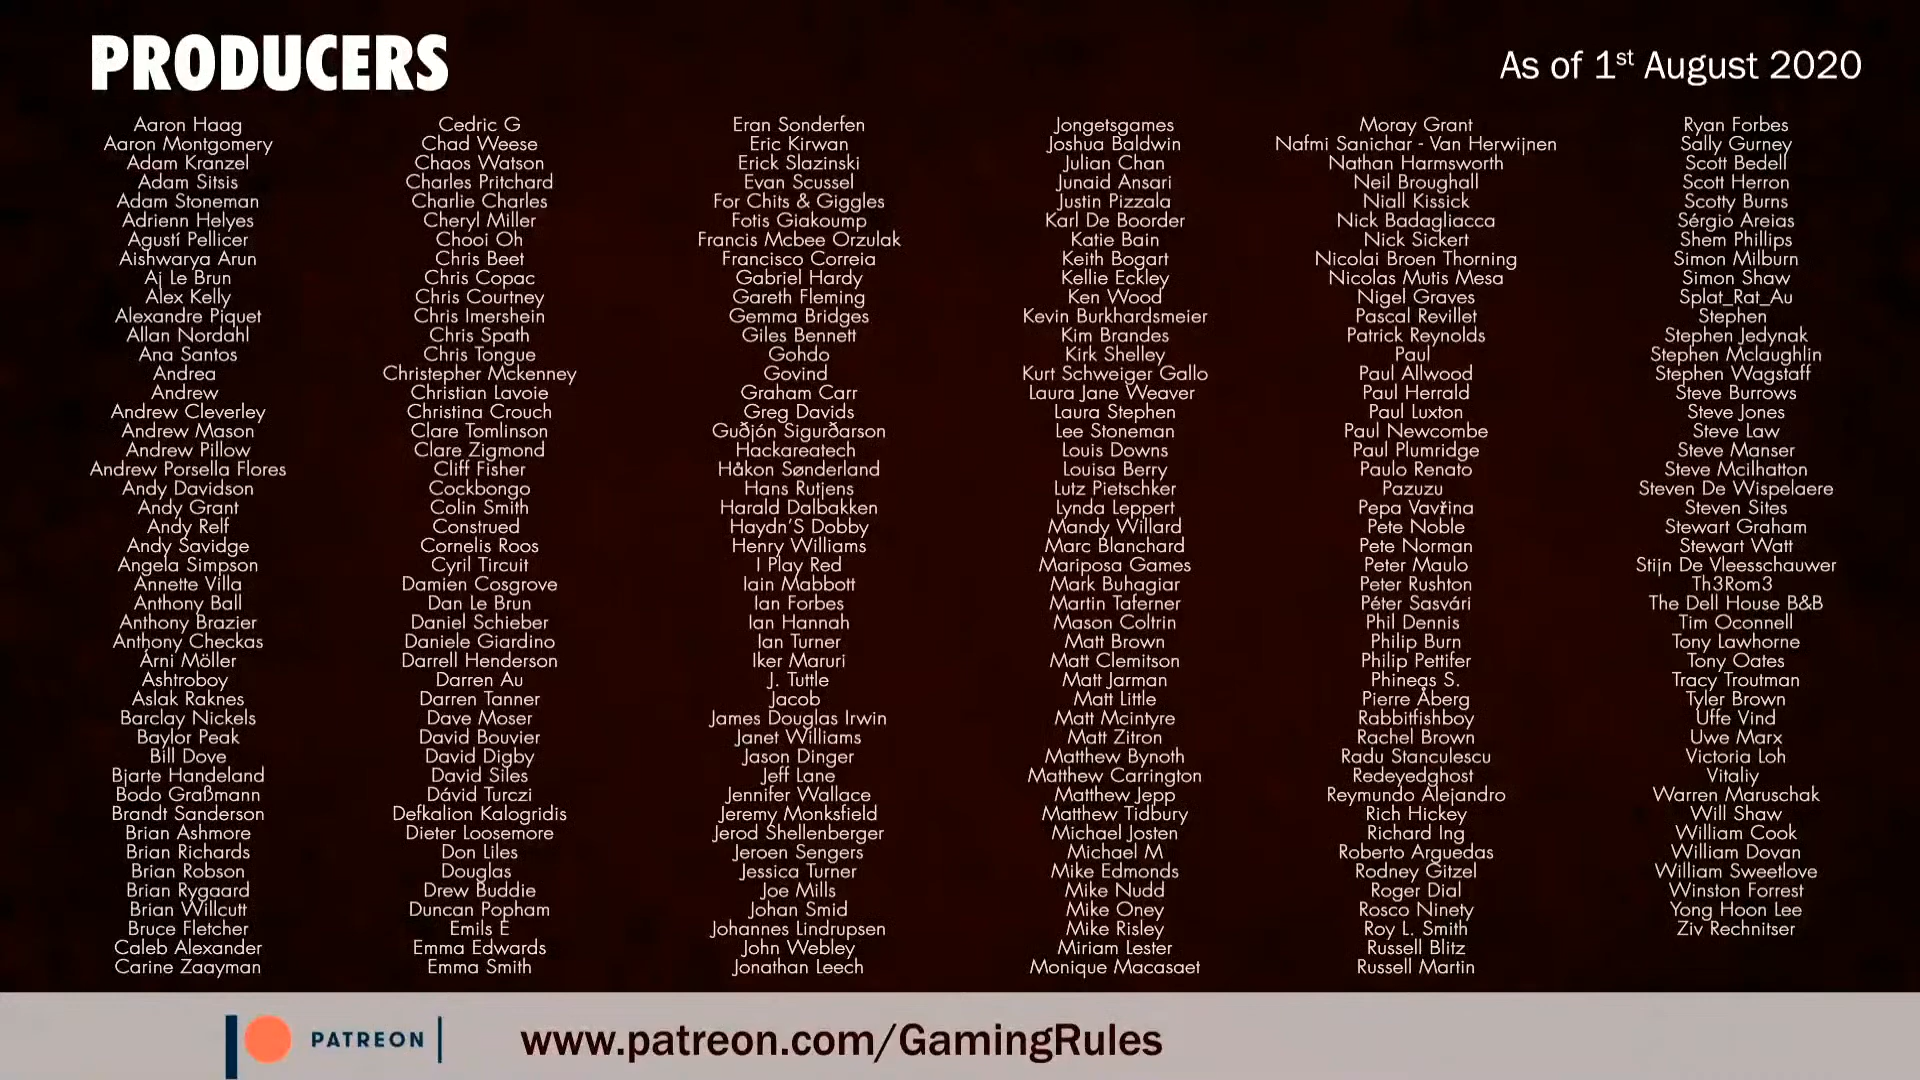 PRODUCERS
As of 1st August 2020
Aaron Haag
Aaron Montgomery
Adam Kranzel
Adam Sitsis
Adam Stoneman
Adrienn Helyes
Agustí Pellicer
Aishwarya Arun
Aj Le Brun
Alex Kelly
Alexandre Piquet
Allan Nordahl
Ana Santos
Andrea
Andrew
Andrew Cleverley
Andrew Mason
Andrew Pillow
Andrew Porsella Flores
Andy Davidson
Andy Grant
Andy Relf
Andy Savidge
Angela Simpson
Annette Villa
Anthony Ball
Anthony Brazier
Anthony Checkas
Árni Möller
Ashtroboy
Aslak Raknes
Barclay Nickels
Baylor Peak
Bill Dove
Bjarte Handeland
Bodo Graßmann
Brandt Sanderson
Brian Ashmore
Brian Richards
Brian Robson
Brian Rygaard
Brian Willcutt
Bruce Fletcher
Caleb Alexander
Carine Zaayman
Cedric G
Chad Weese
Chaos Watson
Charles Pritchard
Charlie Charles
Cheryl Miller
Chooi Oh
Chris Beet
Chris Copac
Chris Courtney
Chris Imershein
Chris Spath
Chris Tongue
Christepher Mckenney
Christian Lavoie
Christina Crouch
Clare Tomlinson
Clare Zigmond
Cliff Fisher
Cockbongo
Colin Smith
Construed
Cornelis Roos
Cyril Tircuit
Damien Cosgrove
Dan Le Brun
Daniel Schieber
Daniele Giardino
Darrell Henderson
Darren Au
Darren Tanner
Dave Moser
David Bouvier
David Digby
David Siles
Dávid Turczi
Defkalion Kalogridis
Dieter Loosemore
Don Liles
Douglas
Drew Buddie
Duncan Popham
Emils E
Emma Edwards
Emma Smith
Eran Sonderfen
Eric Kirwan
Erick Slazinski
Evan Scussel
For Chits & Giggles
Fotis Giakoump
Francis Mcbee Orzulak
Francisco Correia
Gabriel Hardy
Gareth Fleming
Gemma Bridges
Giles Bennett
Gohdo
Govind
Graham Carr
Greg Davids
Guðjón Sigurðarson
Hackareatech
Håkon Sønderland
Hans Rutjens
Harald Dalbakken
Haydn'S Dobby
Henry Williams
I Play Red
Iain Mabbott
Ian Forbes
Ian Hannah
Ian Turner
Iker Maruri
J. Tuttle
Jacob
James Douglas Irwin
Janet Williams
Jason Dinger
Jeff Lane
Jennifer Wallace
Jeremy Monksfield
Jerod Shellenberger
Jeroen Sengers
Jessica Turner
Joe Mills
Johan Smid
Johannes Lindrupsen
John Webley
Jonathan Leech
Jongetsgames
Joshua Baldwin
Julian Chan
Junaid Ansari
Justin Pizzala
Karl De Boorder
Katie Bain
Keith Bogart
Kellie Eckley
Ken Wood
Kevin Burkhardsmeier
Kim Brandes
Kirk Shelley
Kurt Schweiger Gallo
Laura Jane Weaver
Laura Stephen
Lee Stoneman
Louis Downs
Louisa Berry
Lutz Pietschker
Lynda Leppert
Mandy Willard
Marc Blanchard
Mariposa Games
Mark Buhagiar
Martin Taferner
Mason Coltrin
Matt Brown
Matt Clemitson
Matt Jarman
Matt Little
Matt Mcintyre
Matt Zitron
Matthew Bynoth
Matthew Carrington
Matthew Jepp
Matthew Tidbury
Michael Josten
Michael M
Mike Edmonds
Mike Nudd
Mike Oney
Mike Risley
Miriam Lester
Monique Macasaet
Moray Grant
Nafmi Sanichar - Van Herwijnen
Nathan Harmsworth
Neil Broughall
Niall Kissick
Nick Badagliacca
Nick Sickert
Nicolai Broen Thorning
Nicolas Mutis Mesa
Nigel Graves
Pascal Revillet
Patrick Reynolds
Paul
Paul Allwood
Paul Herrald
Paul Luxton
Paul Newcombe
Paul Plumridge
Paulo Renato
Pazuzu
Pepa Vavřina
Pete Noble
Pete Norman
Peter Maulo
Peter Rushton
Péter Sasvári
Phil Dennis
Philip Burn
Philip Pettifer
Phineas S.
Pierre Åberg
Rabbitfishboy
Rachel Brown
Radu Stanculescu
Redeyedghost
Reymundo Alejandro
Rich Hickey
Richard Ing
Roberto Arguedas
Rodney Gitzel
Roger Dial
Rosco Ninety
Roy L. Smith
Russell Blitz
Russell Martin
Ryan Forbes
Sally Gurney
Scott Bedell
Scott Herron
Scotty Burns
Sérgio Areias
Shem Phillips
Simon Milburn
Simon Shaw
Splat_Rat_Au
Stephen
Stephen Jedynak
Stephen Mclaughlin
Stephen Wagstaff
Steve Burrows
Steve Jones
Steve Law
Steve Manser
Steve Mcilhatton
Steven De Wispelaere
Steven Sites
Stewart Graham
Stewart Watt
Stijn De Vleesschauwer
Th3Rom3
The Dell House B&B
Tim Oconnell
Tony Lawhorne
Tony Oates
Tracy Troutman
Tyler Brown
Uffe Vind
Uwe Marx
Victoria Loh
Vitaliy
Warren Maruschak
Will Shaw
William Cook
William Dovan
William Sweetlove
Winston Forrest
Yong Hoon Lee
Ziv Rechnitser
PATREON
www.patreon.com/GamingRules